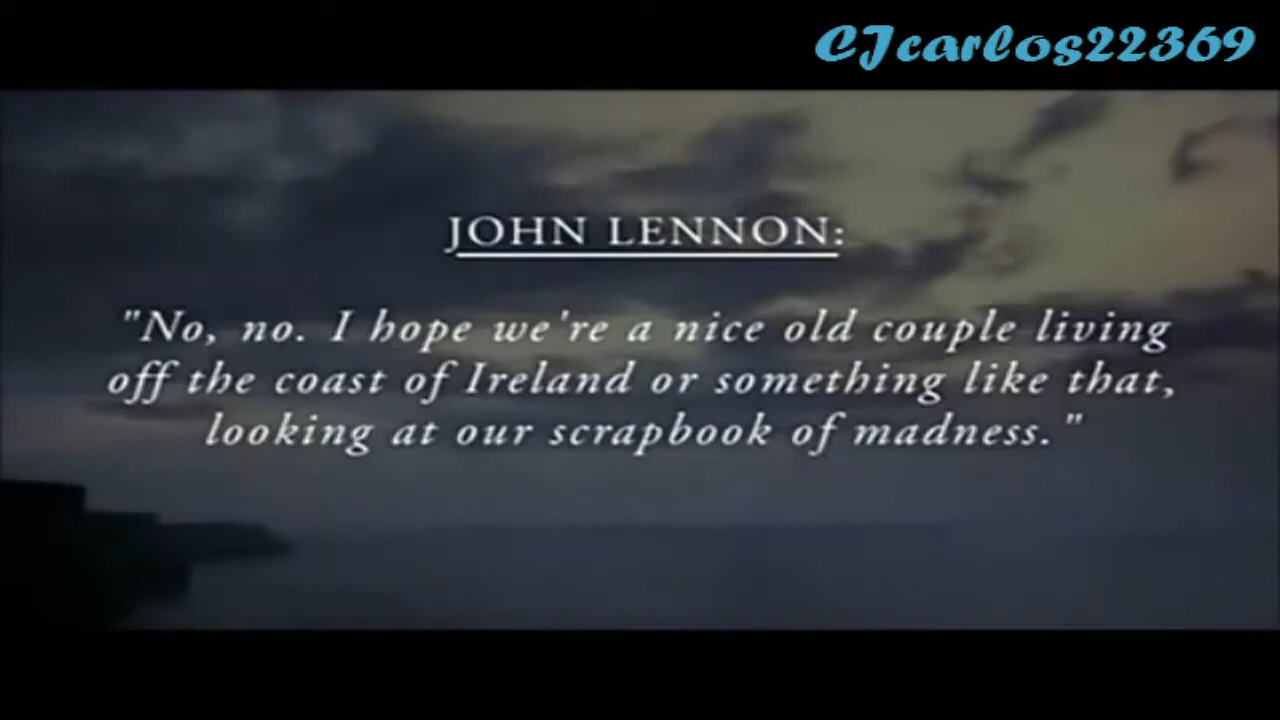 CJcarlos22369
JOHN LENNON:
"No, no. I hope we're a nice old couple living
off the coast of Ireland or something like that,
looking at our scrapbook of madness."